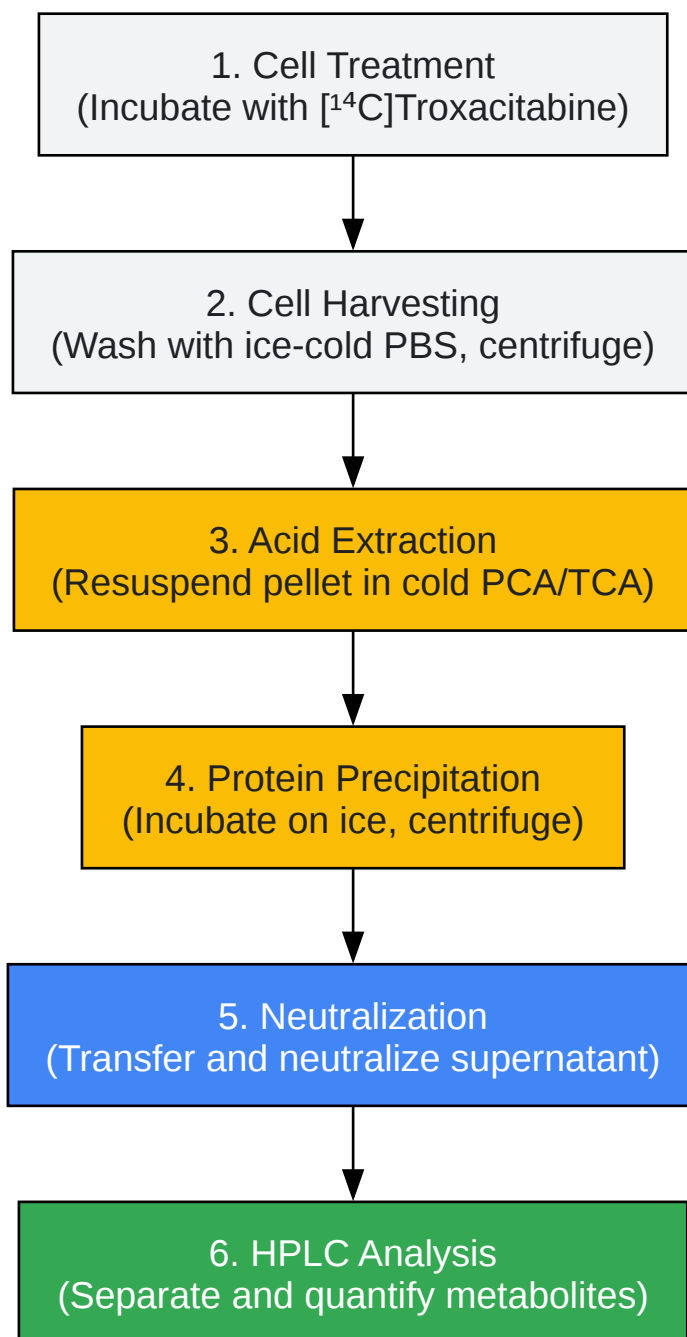 1. Cell Treatment
(Incubate with [¹⁴C]Troxacitabine)
2. Cell Harvesting
(Wash with ice-cold PBS, centrifuge)
3. Acid Extraction
(Resuspend pellet in cold PCA/TCA)
4. Protein Precipitation
(Incubate on ice, centrifuge)
5. Neutralization
(Transfer and neutralize supernatant)
6. HPLC Analysis
(Separate and quantify metabolites)